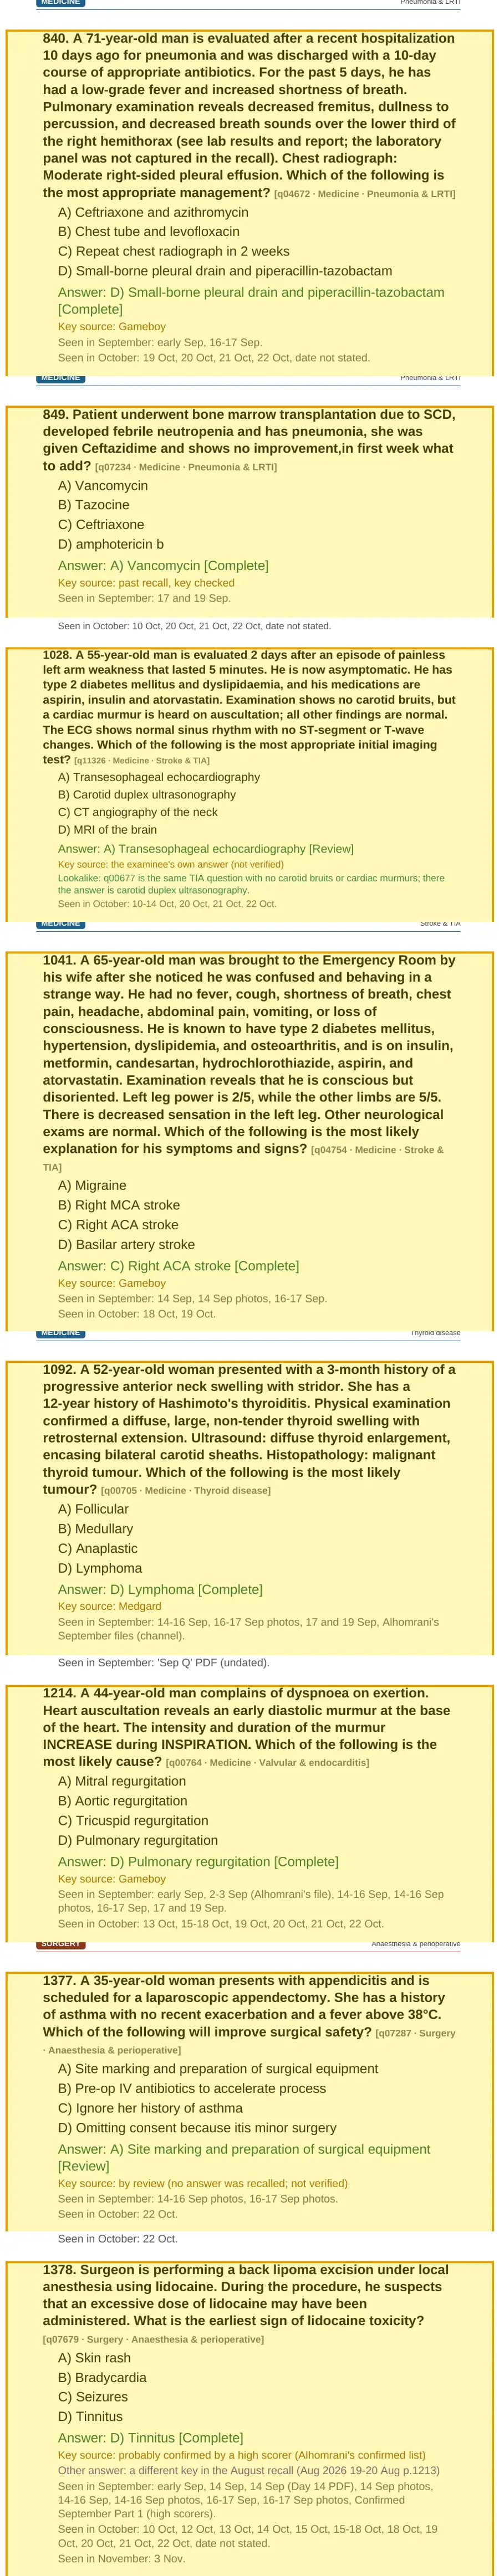 MEDICINE
Pneumonia & LRTI
840. A 71-year-old man is evaluated after a recent hospitalization
10 days ago for pneumonia and was discharged with a 10-day
course of appropriate antibiotics. For the past 5 days, he has
had a low-grade fever and increased shortness of breath.
Pulmonary examination reveals decreased fremitus, dullness to
percussion, and decreased breath sounds over the lower third of
the right hemithorax (see lab results and report; the laboratory
panel was not captured in the recall). Chest radiograph:
Moderate right-sided pleural effusion. Which of the following is
the most appropriate management? [q04672 · Medicine · Pneumonia & LRTI]
A) Ceftriaxone and azithromycin
B) Chest tube and levofloxacin
C) Repeat chest radiograph in 2 weeks
D) Small-borne pleural drain and piperacillin-tazobactam
Answer: D) Small-borne pleural drain and piperacillin-tazobactam
[Complete]
Key source: Gameboy
Seen in September: early Sep, 16-17 Sep.
Seen in October: 19 Oct, 20 Oct, 21 Oct, 22 Oct, date not stated.
MEDICINE
Pneumonia & LRTI
849. Patient underwent bone marrow transplantation due to SCD,
developed febrile neutropenia and has pneumonia, she was
given Ceftazidime and shows no improvement,in first week what
to add? [q07234 · Medicine · Pneumonia & LRTI]
A) Vancomycin
B) Tazocine
C) Ceftriaxone
D) amphotericin b
Answer: A) Vancomycin [Complete]
Key source: past recall, key checked
Seen in September: 17 and 19 Sep.
Seen in October: 10 Oct, 20 Oct, 21 Oct, 22 Oct, date not stated.
1028. A 55-year-old man is evaluated 2 days after an episode of painless
left arm weakness that lasted 5 minutes. He is now asymptomatic. He has
type 2 diabetes mellitus and dyslipidaemia, and his medications are
aspirin, insulin and atorvastatin. Examination shows no carotid bruits, but
a cardiac murmur is heard on auscultation; all other findings are normal.
The ECG shows normal sinus rhythm with no ST-segment or T-wave
changes. Which of the following is the most appropriate initial imaging
test? [q11326 · Medicine · Stroke & TIA]
A) Transesophageal echocardiography
B) Carotid duplex ultrasonography
C) CT angiography of the neck
D) MRI of the brain
Answer: A) Transesophageal echocardiography [Review]
Key source: the examinee's own answer (not verified)
Lookalike: q00677 is the same TIA question with no carotid bruits or cardiac murmurs; there
the answer is carotid duplex ultrasonography.
Seen in October: 10-14 Oct, 20 Oct, 21 Oct, 22 Oct.
MEDICINE
Stroke & TIA
1041. A 65-year-old man was brought to the Emergency Room by
his wife after she noticed he was confused and behaving in a
strange way. He had no fever, cough, shortness of breath, chest
pain, headache, abdominal pain, vomiting, or loss of
consciousness. He is known to have type 2 diabetes mellitus,
hypertension, dyslipidemia, and osteoarthritis, and is on insulin,
metformin, candesartan, hydrochlorothiazide, aspirin, and
atorvastatin. Examination reveals that he is conscious but
disoriented. Left leg power is 2/5, while the other limbs are 5/5.
There is decreased sensation in the left leg. Other neurological
exams are normal. Which of the following is the most likely
explanation for his symptoms and signs? [q04754 · Medicine · Stroke &
TIA]
A) Migraine
B) Right MCA stroke
C) Right ACA stroke
D) Basilar artery stroke
Answer: C) Right ACA stroke [Complete]
Key source: Gameboy
Seen in September: 14 Sep, 14 Sep photos, 16-17 Sep.
Seen in October: 18 Oct, 19 Oct.
MEDICINE
Thyroid disease
1092. A 52-year-old woman presented with a 3-month history of a
progressive anterior neck swelling with stridor. She has a
12-year history of Hashimoto's thyroiditis. Physical examination
confirmed a diffuse, large, non-tender thyroid swelling with
retrosternal extension. Ultrasound: diffuse thyroid enlargement,
encasing bilateral carotid sheaths. Histopathology: malignant
thyroid tumour. Which of the following is the most likely
tumour? [q00705 · Medicine · Thyroid disease]
A) Follicular
B) Medullary
C) Anaplastic
D) Lymphoma
Answer: D) Lymphoma [Complete]
Key source: Medgard
Seen in September: 14-16 Sep, 16-17 Sep photos, 17 and 19 Sep, Alhomrani's
September files (channel).
Seen in September: 'Sep Q' PDF (undated).
1214. A 44-year-old man complains of dyspnoea on exertion.
Heart auscultation reveals an early diastolic murmur at the base
of the heart. The intensity and duration of the murmur
INCREASE during INSPIRATION. Which of the following is the
most likely cause? [q00764 · Medicine · Valvular & endocarditis]
A) Mitral regurgitation
B) Aortic regurgitation
C) Tricuspid regurgitation
D) Pulmonary regurgitation
Answer: D) Pulmonary regurgitation [Complete]
Key source: Gameboy
Seen in September: early Sep, 2-3 Sep (Alhomrani's file), 14-16 Sep, 14-16 Sep
photos, 16-17 Sep, 17 and 19 Sep.
Seen in October: 13 Oct, 15-18 Oct, 19 Oct, 20 Oct, 21 Oct, 22 Oct.
SURGERY
Anaesthesia & perioperative
1377. A 35-year-old woman presents with appendicitis and is
scheduled for a laparoscopic appendectomy. She has a history
of asthma with no recent exacerbation and a fever above 38°C.
Which of the following will improve surgical safety? [q07287 · Surgery
· Anaesthesia & perioperative]
A) Site marking and preparation of surgical equipment
B) Pre-op IV antibiotics to accelerate process
C) Ignore her history of asthma
D) Omitting consent because itis minor surgery
Answer: A) Site marking and preparation of surgical equipment
[Review]
Key source: by review (no answer was recalled; not verified)
Seen in September: 14-16 Sep photos, 16-17 Sep photos.
Seen in October: 22 Oct.
Seen in October: 22 Oct.
1378. Surgeon is performing a back lipoma excision under local
anesthesia using lidocaine. During the procedure, he suspects
that an excessive dose of lidocaine may have been
administered. What is the earliest sign of lidocaine toxicity?
[q07679 · Surgery · Anaesthesia & perioperative]
A) Skin rash
B) Bradycardia
C) Seizures
D) Tinnitus
Answer: D) Tinnitus [Complete]
Key source: probably confirmed by a high scorer (Alhomrani's confirmed list)
Other answer: a different key in the August recall (Aug 2026 19-20 Aug p.1213)
Seen in September: early Sep, 14 Sep, 14 Sep (Day 14 PDF), 14 Sep photos,
14-16 Sep, 14-16 Sep photos, 16-17 Sep, 16-17 Sep photos, Confirmed
September Part 1 (high scorers).
Seen in October: 10 Oct, 12 Oct, 13 Oct, 14 Oct, 15 Oct, 15-18 Oct, 18 Oct, 19
Oct, 20 Oct, 21 Oct, 22 Oct, date not stated.
Seen in November: 3 Nov.